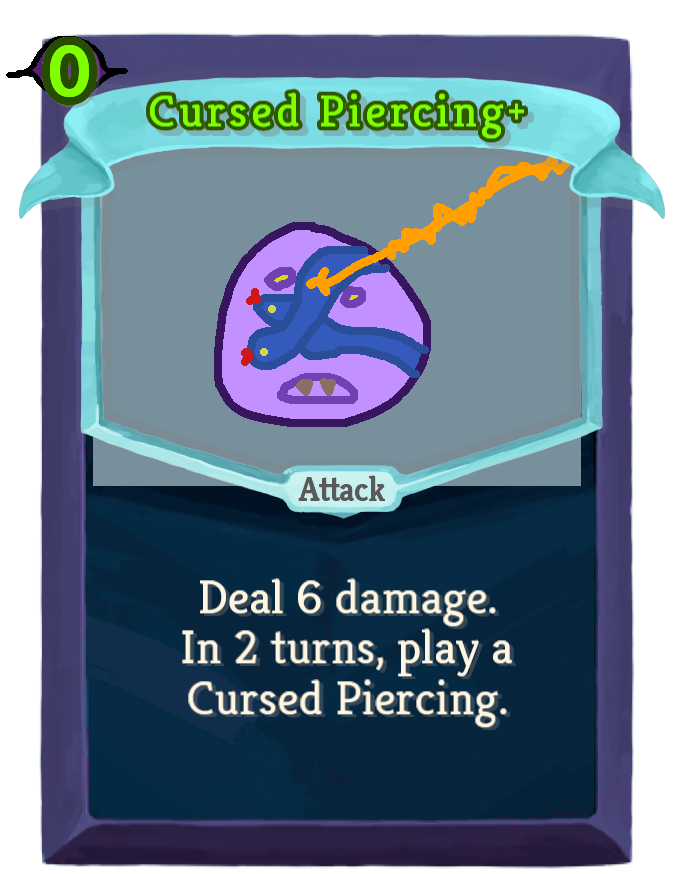 0
Cursed Piercing+
Attack
Deal 6 damage.
In 2 turns, play a
Cursed Piercing.